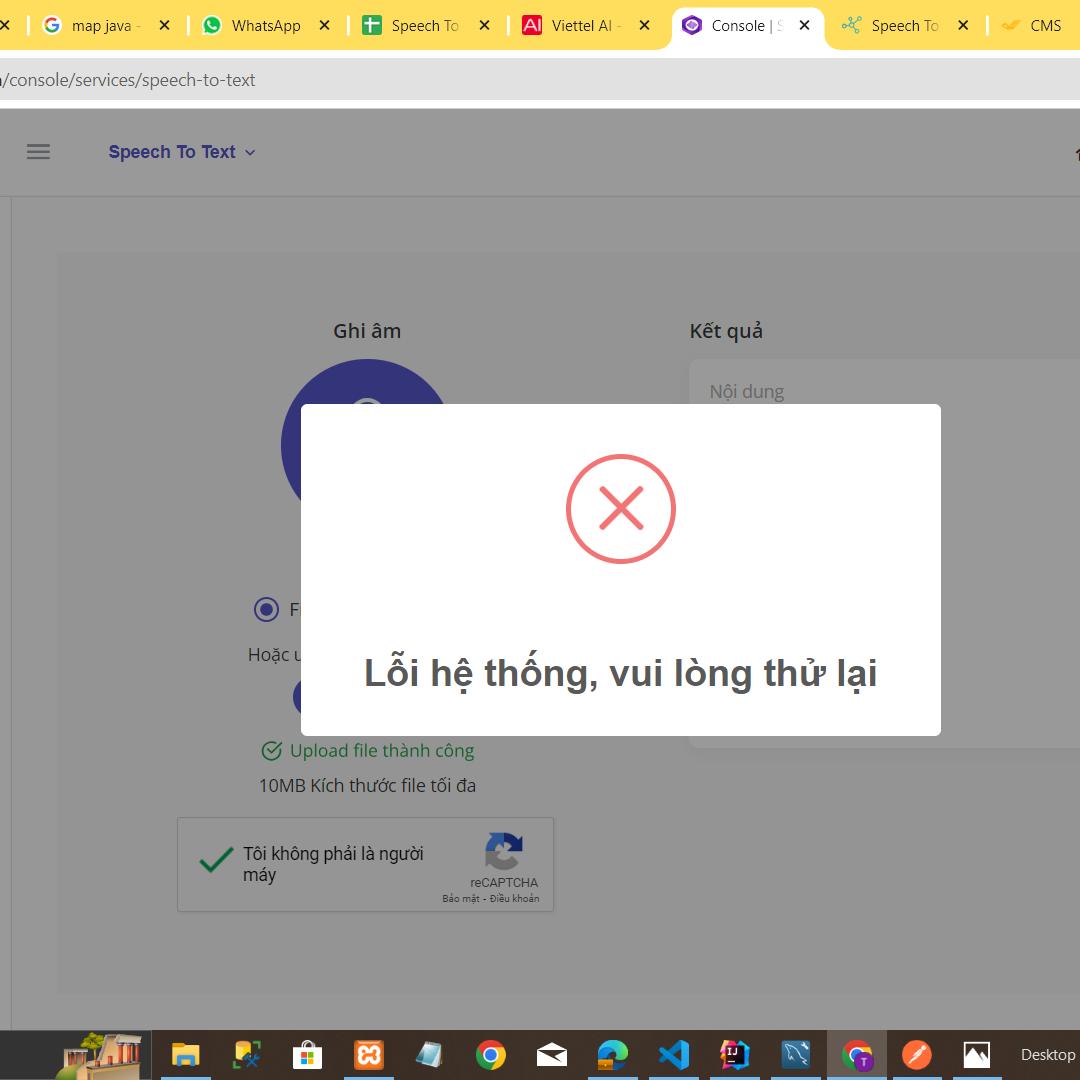 map java -
WhatsApp
Speech To
AI
Viettel AI -
Console | S
Speech To
CMS
/console/services/speech-to-text
Speech To Text
Ghi âm
Kết quả
Nội dung
Lỗi hệ thống, vui lòng thử lại
Hoặc
Upload file thành công
10MB Kích thước file tối đa
Tôi không phải là người
máy
reCAPTCHA
Bảo mật - Điều khoản
IJ
T
Desktop